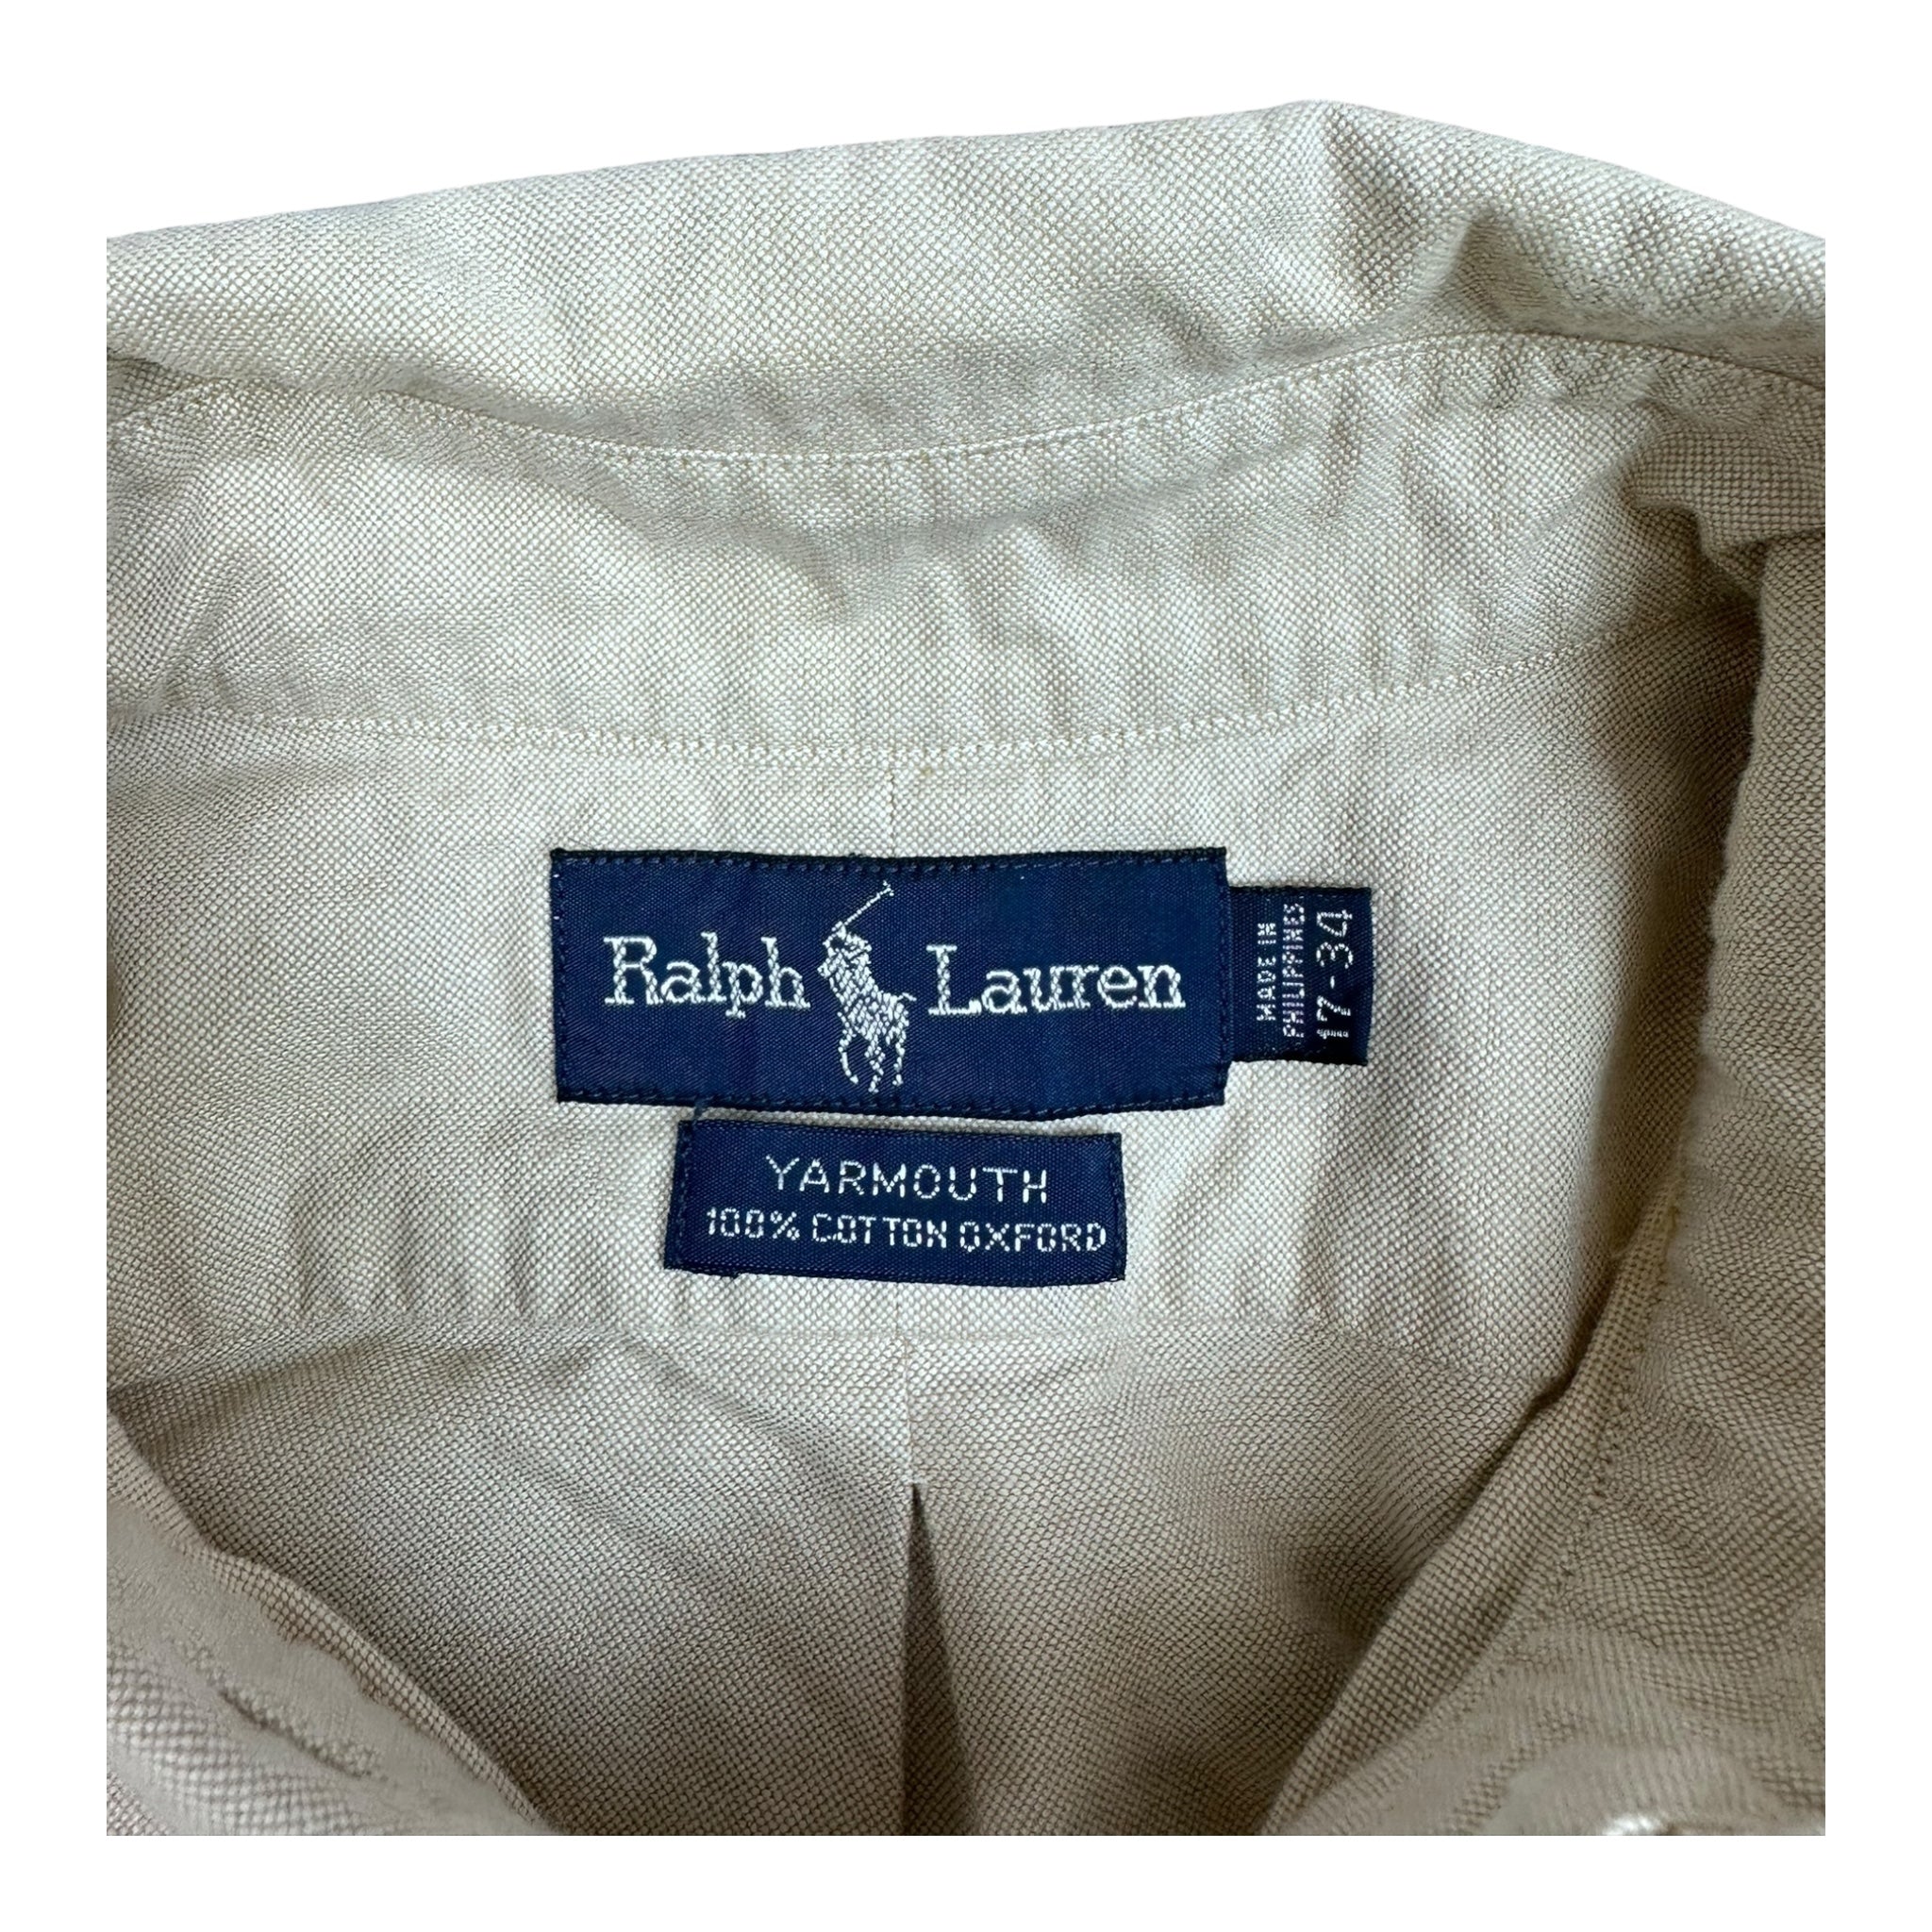 Ralph Lauren
MADE IN
PHILIPPINES
17-34
YARMOUTH
100% COTTON OXFORD